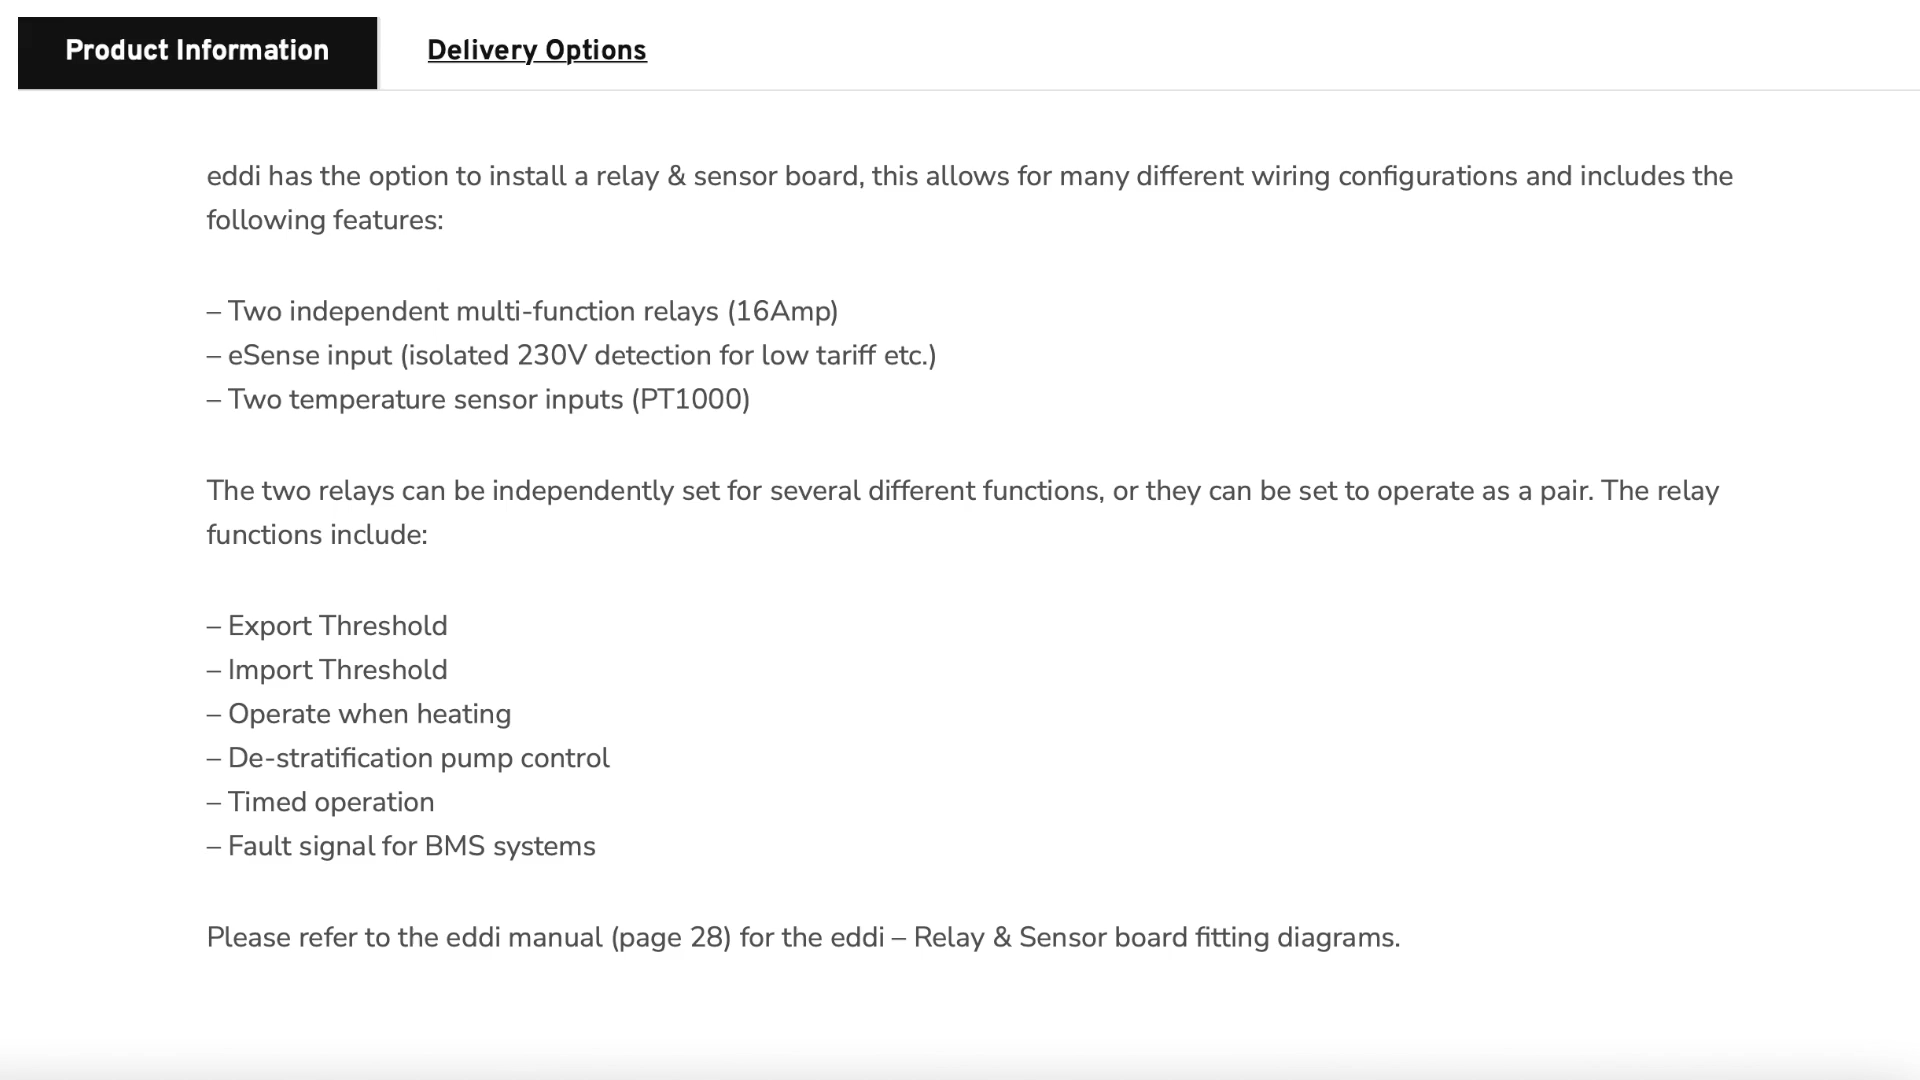 Product Information
Delivery Options
eddi has the option to install a relay & sensor board, this allows for many different wiring configurations and includes the
following features:
– Two independent multi-function relays (16Amp)
– eSense input (isolated 230V detection for low tariff etc.)
– Two temperature sensor inputs (PT1000)
The two relays can be independently set for several different functions, or they can be set to operate as a pair. The relay
functions include:
– Export Threshold
– Import Threshold
– Operate when heating
– De-stratification pump control
– Timed operation
– Fault signal for BMS systems
Please refer to the eddi manual (page 28) for the eddi – Relay & Sensor board fitting diagrams.